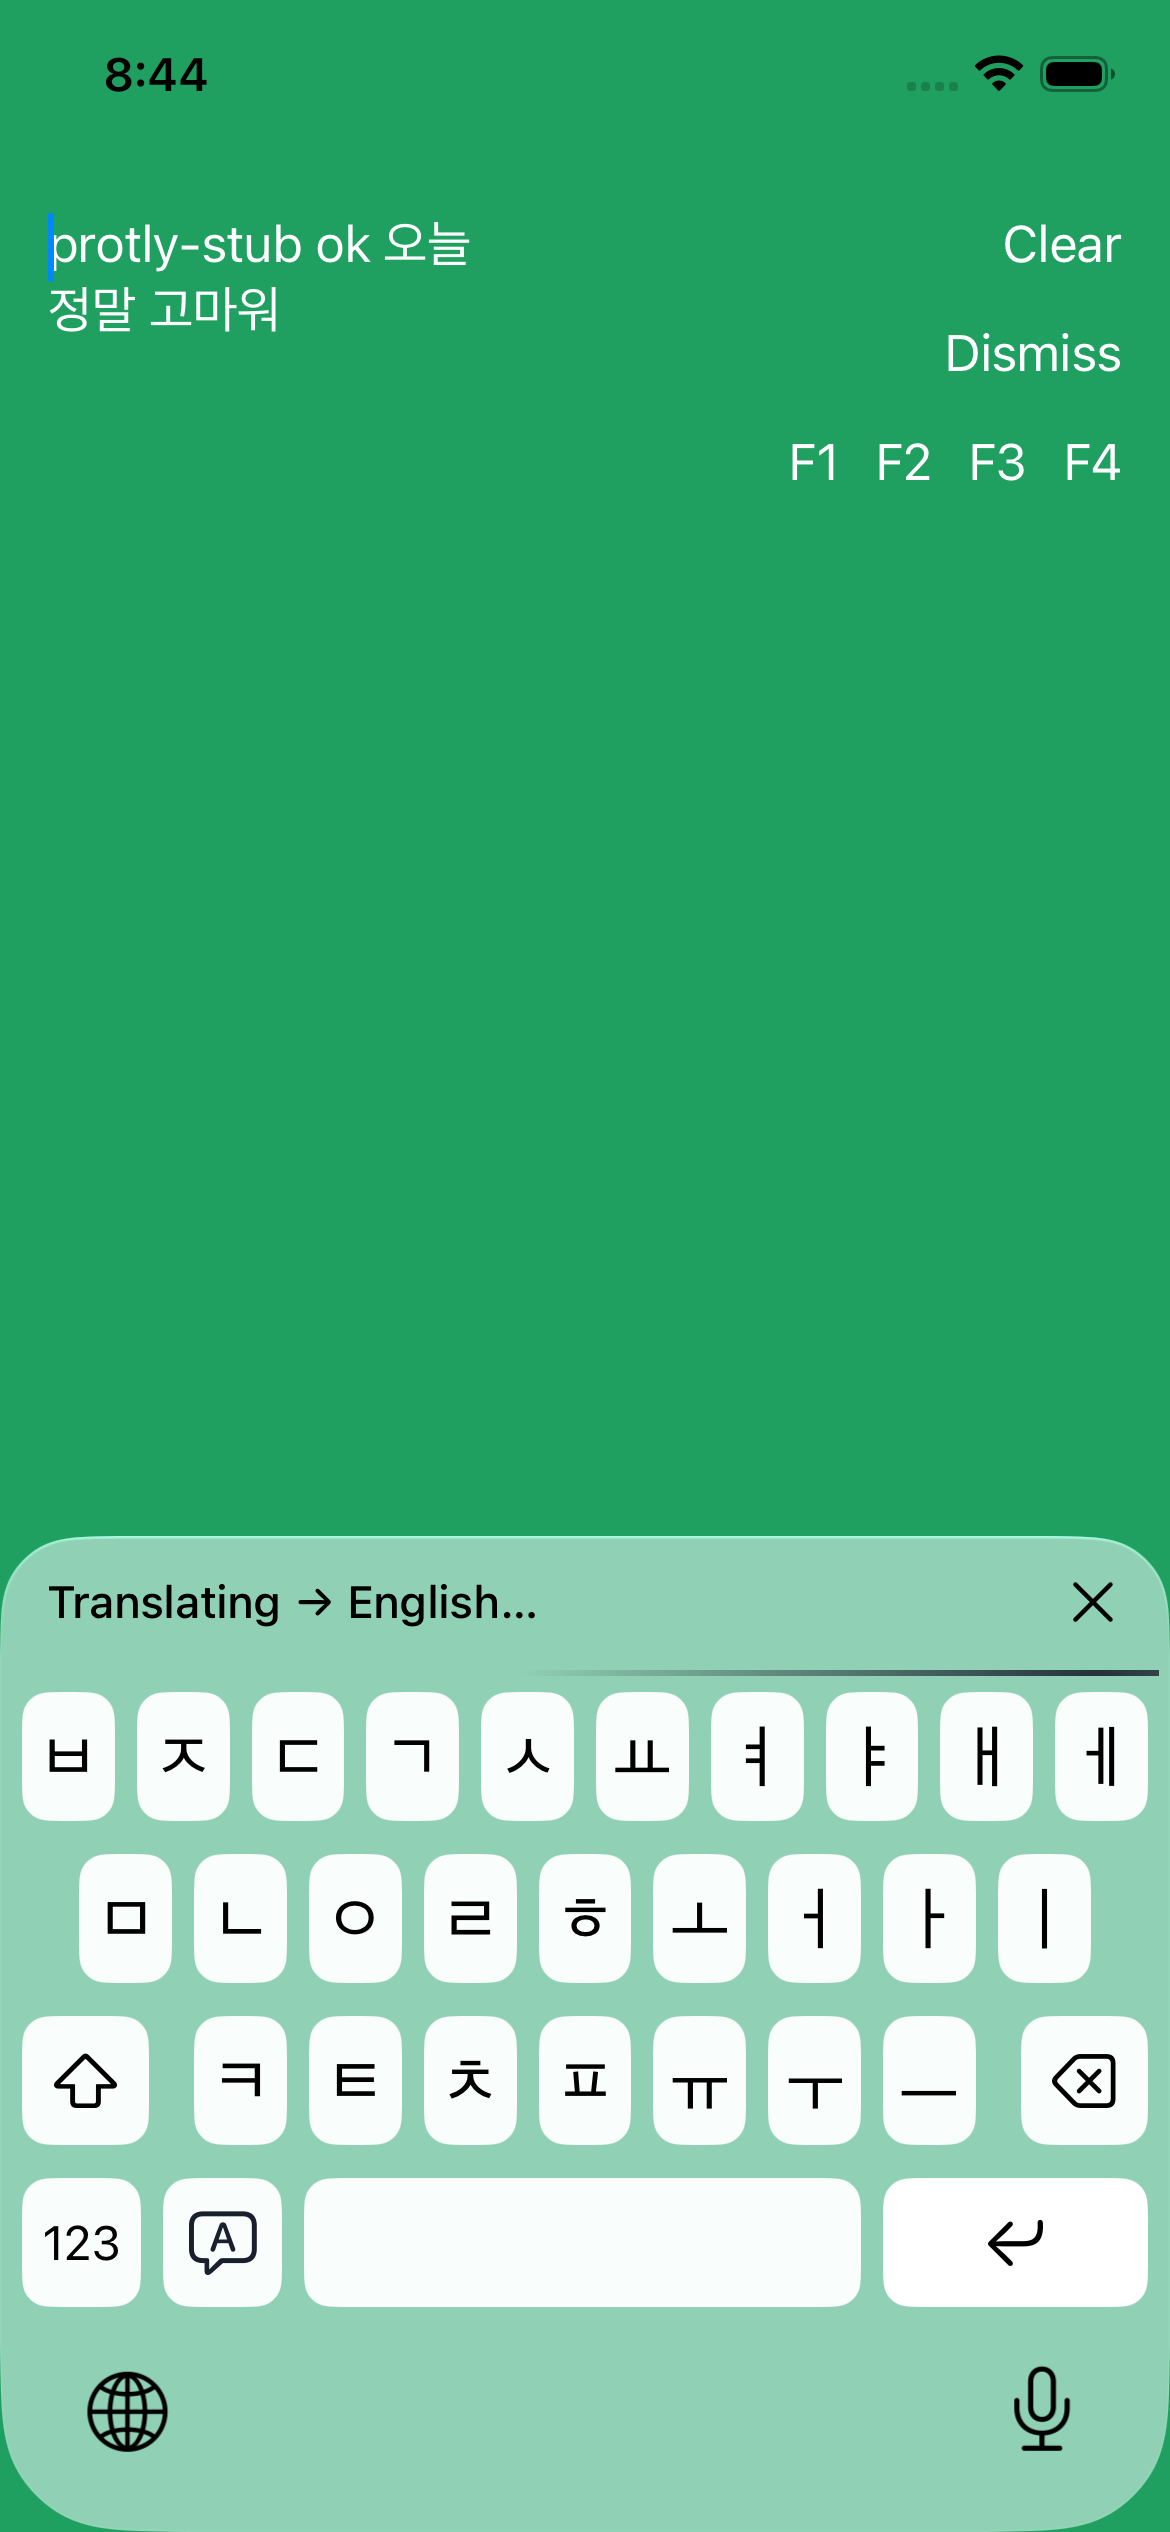 8:44
protly-stub ok 오늘
정말 고마워
Clear
Dismiss
F1 F2 F3 F4
Translating → English...
ㅂ ㅈ ㄷ ㄱ ㅅ ㅛ ㅕ ㅑ ㅐ ㅔ
ㅁ ㄴ ㅇ ㄹ ㅎ ㅗ ㅓ ㅏ ㅣ
ㅋ ㅌ ㅊ ㅍ ㅠ ㅜ ㅡ
123 A